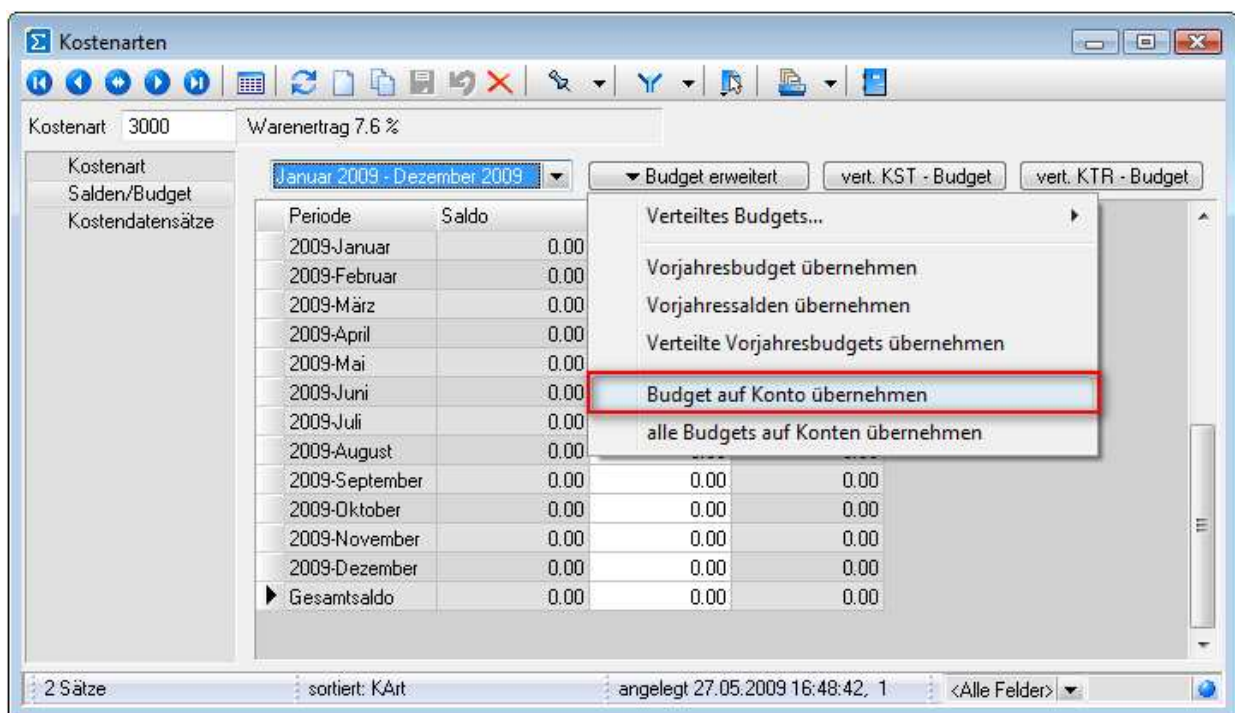 Kostenarten
Kostenart 3000 Warenertrag 7.6 %
Kostenart
Salden/Budget
Kostendatensätze
Januar 2009 - Dezember 2009
Budget erweitert
vert. KST - Budget
vert. KTR - Budget
Verteiltes Budgets...
Vorjahresbudget übernehmen
Vorjahressalden übernehmen
Verteilte Vorjahresbudgets übernehmen
Budget auf Konto übernehmen
alle Budgets auf Konten übernehmen
Periode Saldo
2009-Januar 0.00
2009-Februar 0.00
2009-März 0.00
2009-April 0.00
2009-Mai 0.00
2009-Juni 0.00
2009-Juli 0.00
2009-August 0.00
2009-September 0.00 0.00 0.00
2009-Oktober 0.00 0.00 0.00
2009-November 0.00 0.00 0.00
2009-Dezember 0.00 0.00 0.00
Gesamtsaldo 0.00 0.00 0.00
2 Sätze sortiert: KArt angelegt 27.05.2009 16:48:42, 1 <Alle Felder>